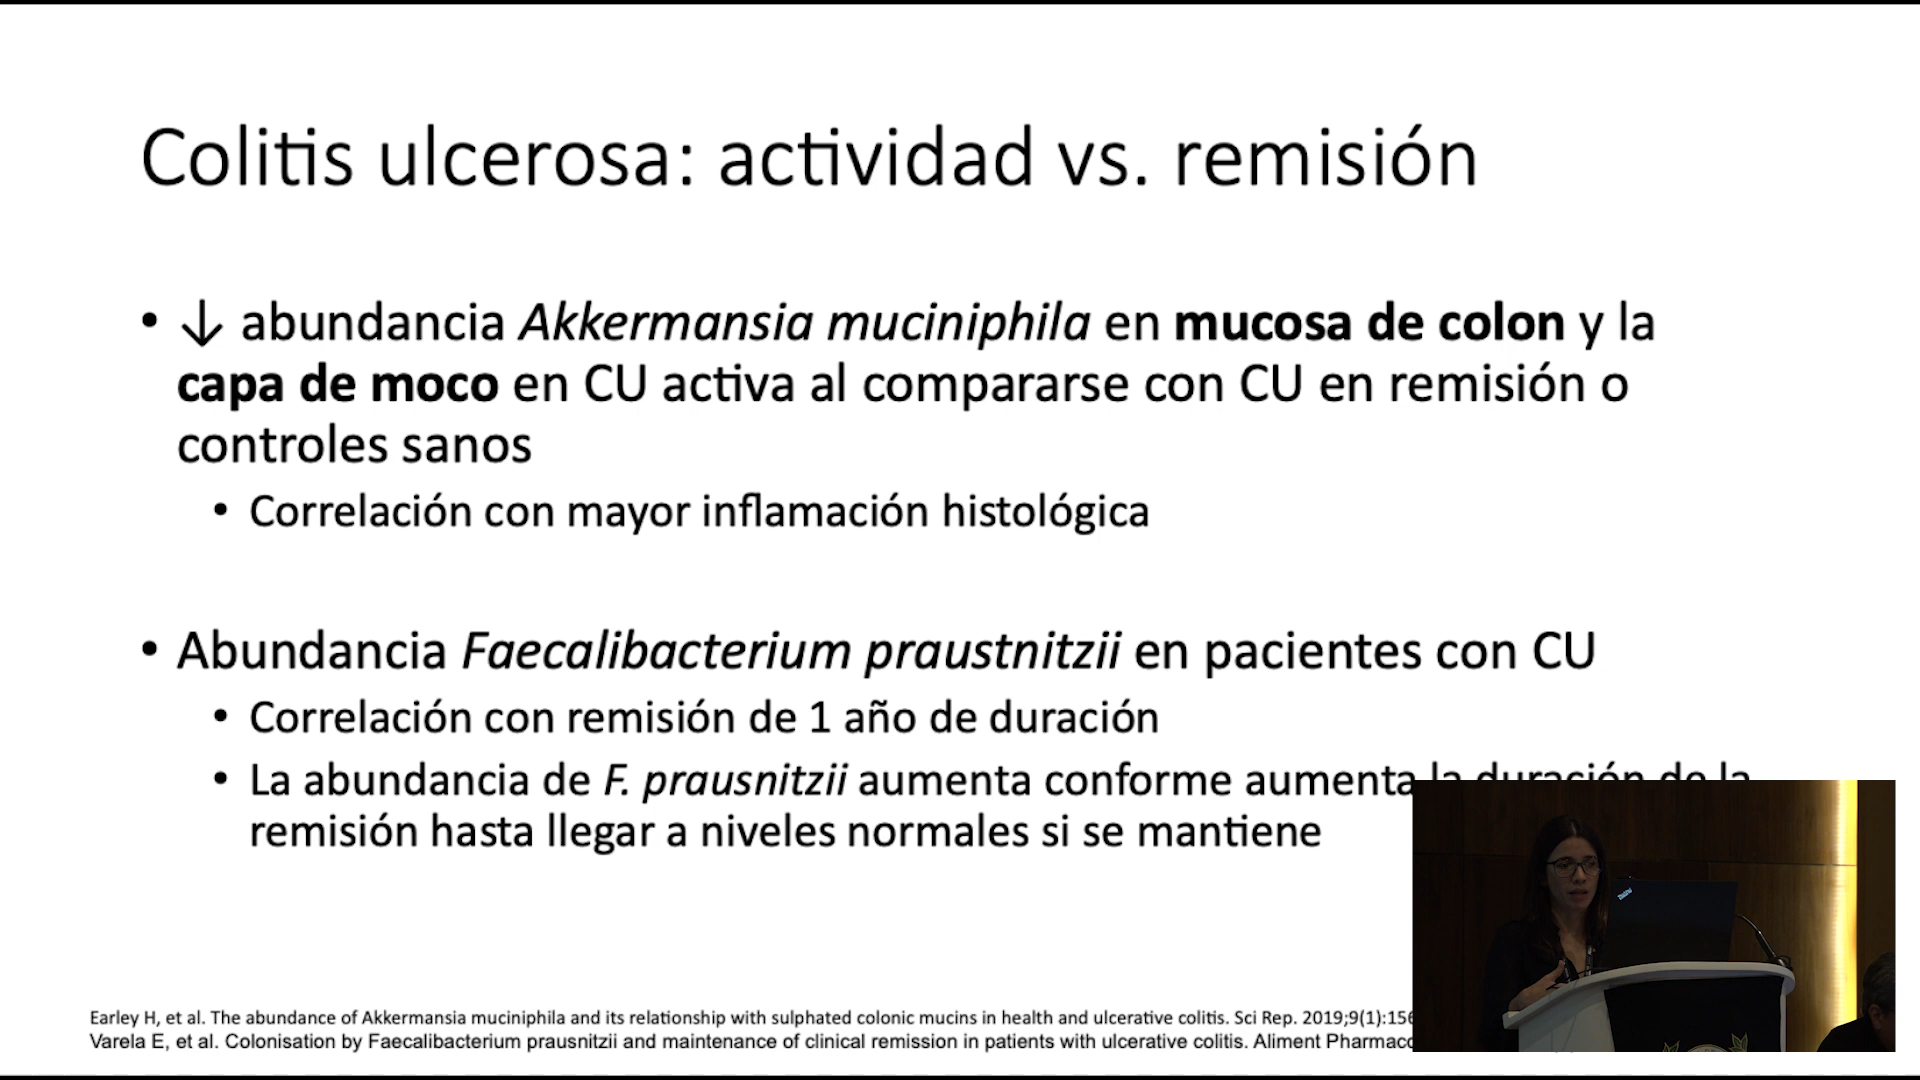 Colitis ulcerosa: actividad vs. remisión
• ↓ abundancia Akkermansia muciniphila en mucosa de colon y la
capa de moco en CU activa al compararse con CU en remisión o
controles sanos
• Correlación con mayor inflamación histológica
• Abundancia Faecalibacterium praustnitzii en pacientes con CU
• Correlación con remisión de 1 año de duración
• La abundancia de F. prausnitzii aumenta conforme aumenta la duración de la
remisión hasta llegar a niveles normales si se mantiene
Earley H, et al. The abundance of Akkermansia muciniphila and its relationship with sulphated colonic mucins in health and ulcerative colitis. Sci Rep. 2019;9(1):156
Varela E, et al. Colonisation by Faecalibacterium prausnitzii and maintenance of clinical remission in patients with ulcerative colitis. Aliment Pharmaco
ThinkPad